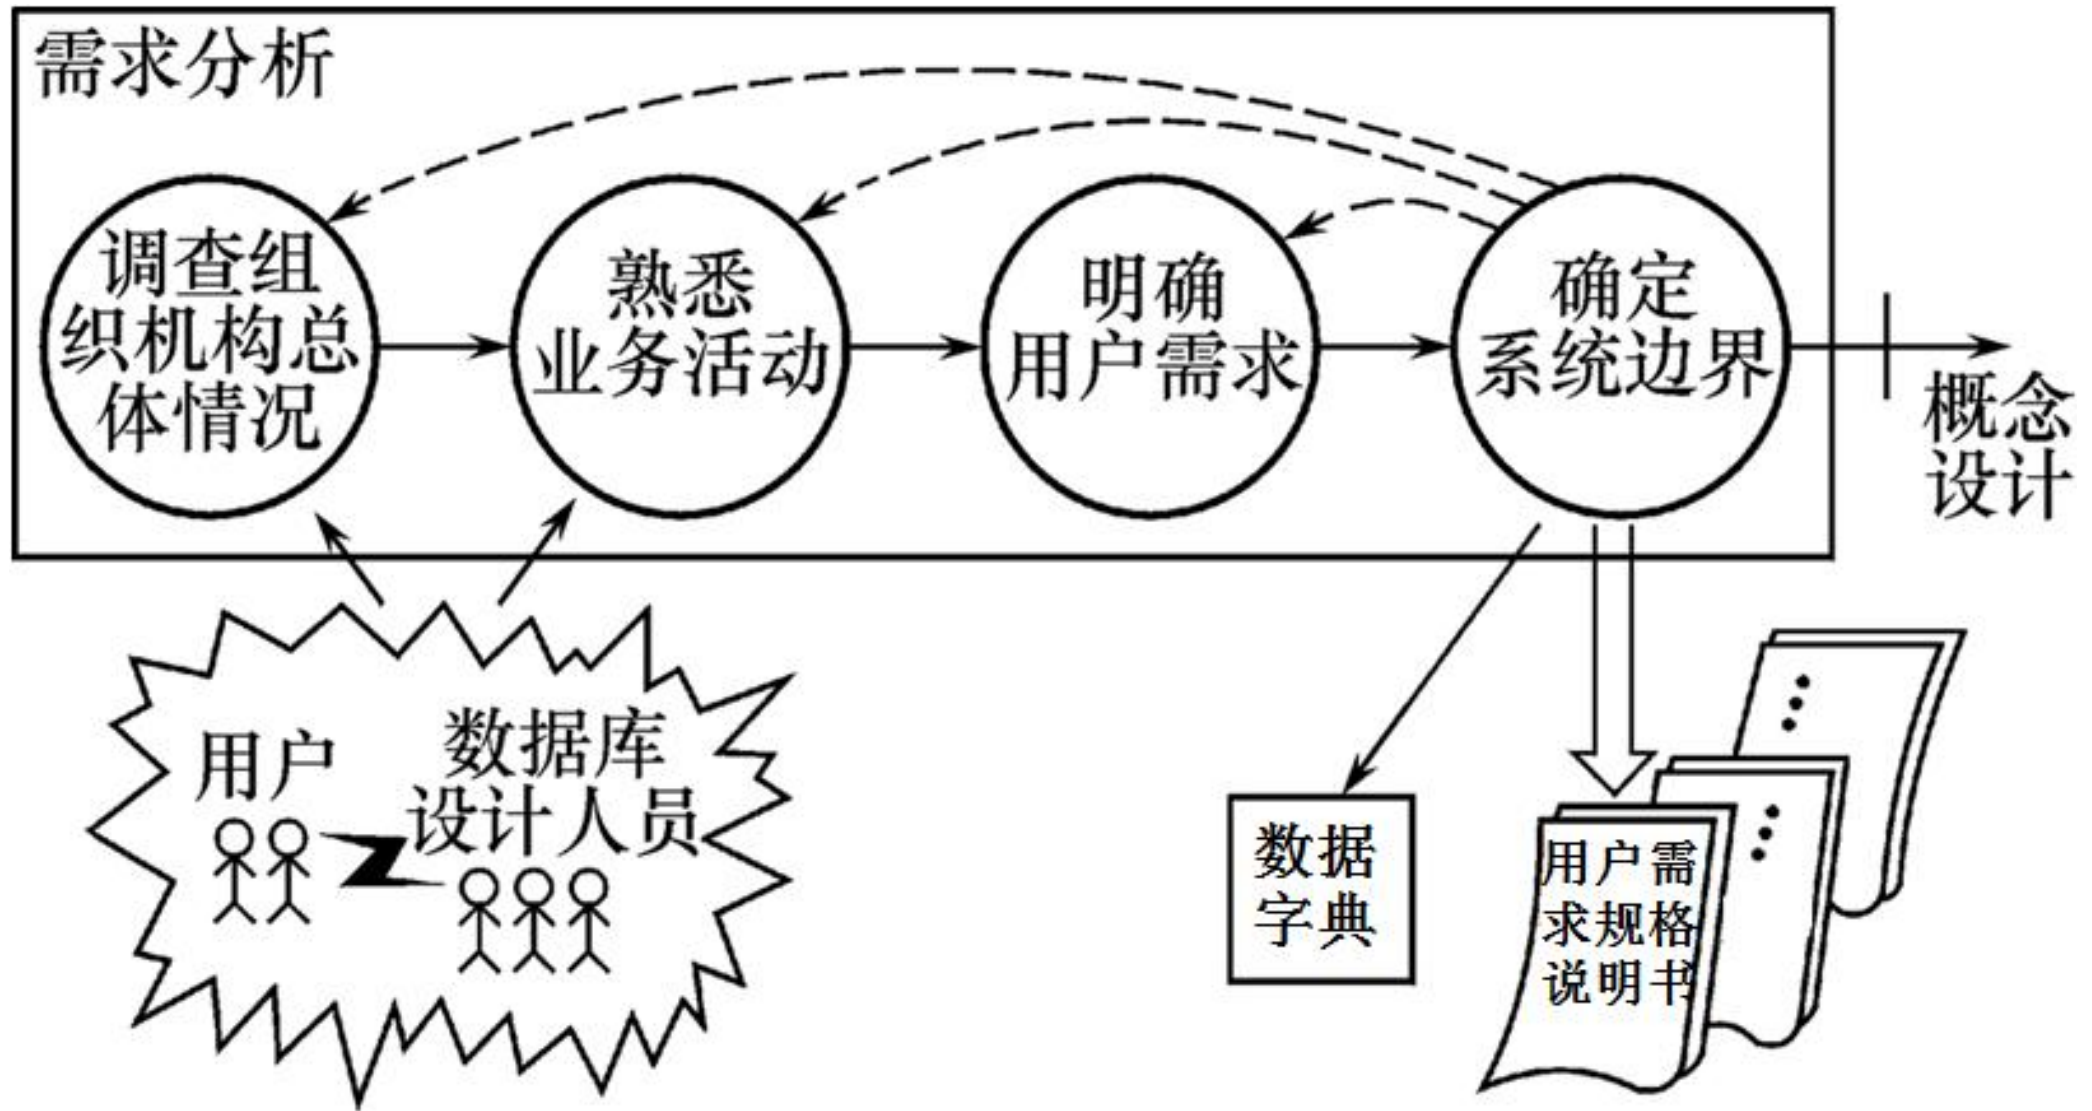 需求分析
调查组
织机构总
体情况
熟悉
业务活动
明确
用户需求
确定
系统边界
概念
设计
用户
数据库
设计人员
数据
字典
用户需
求规格
说明书